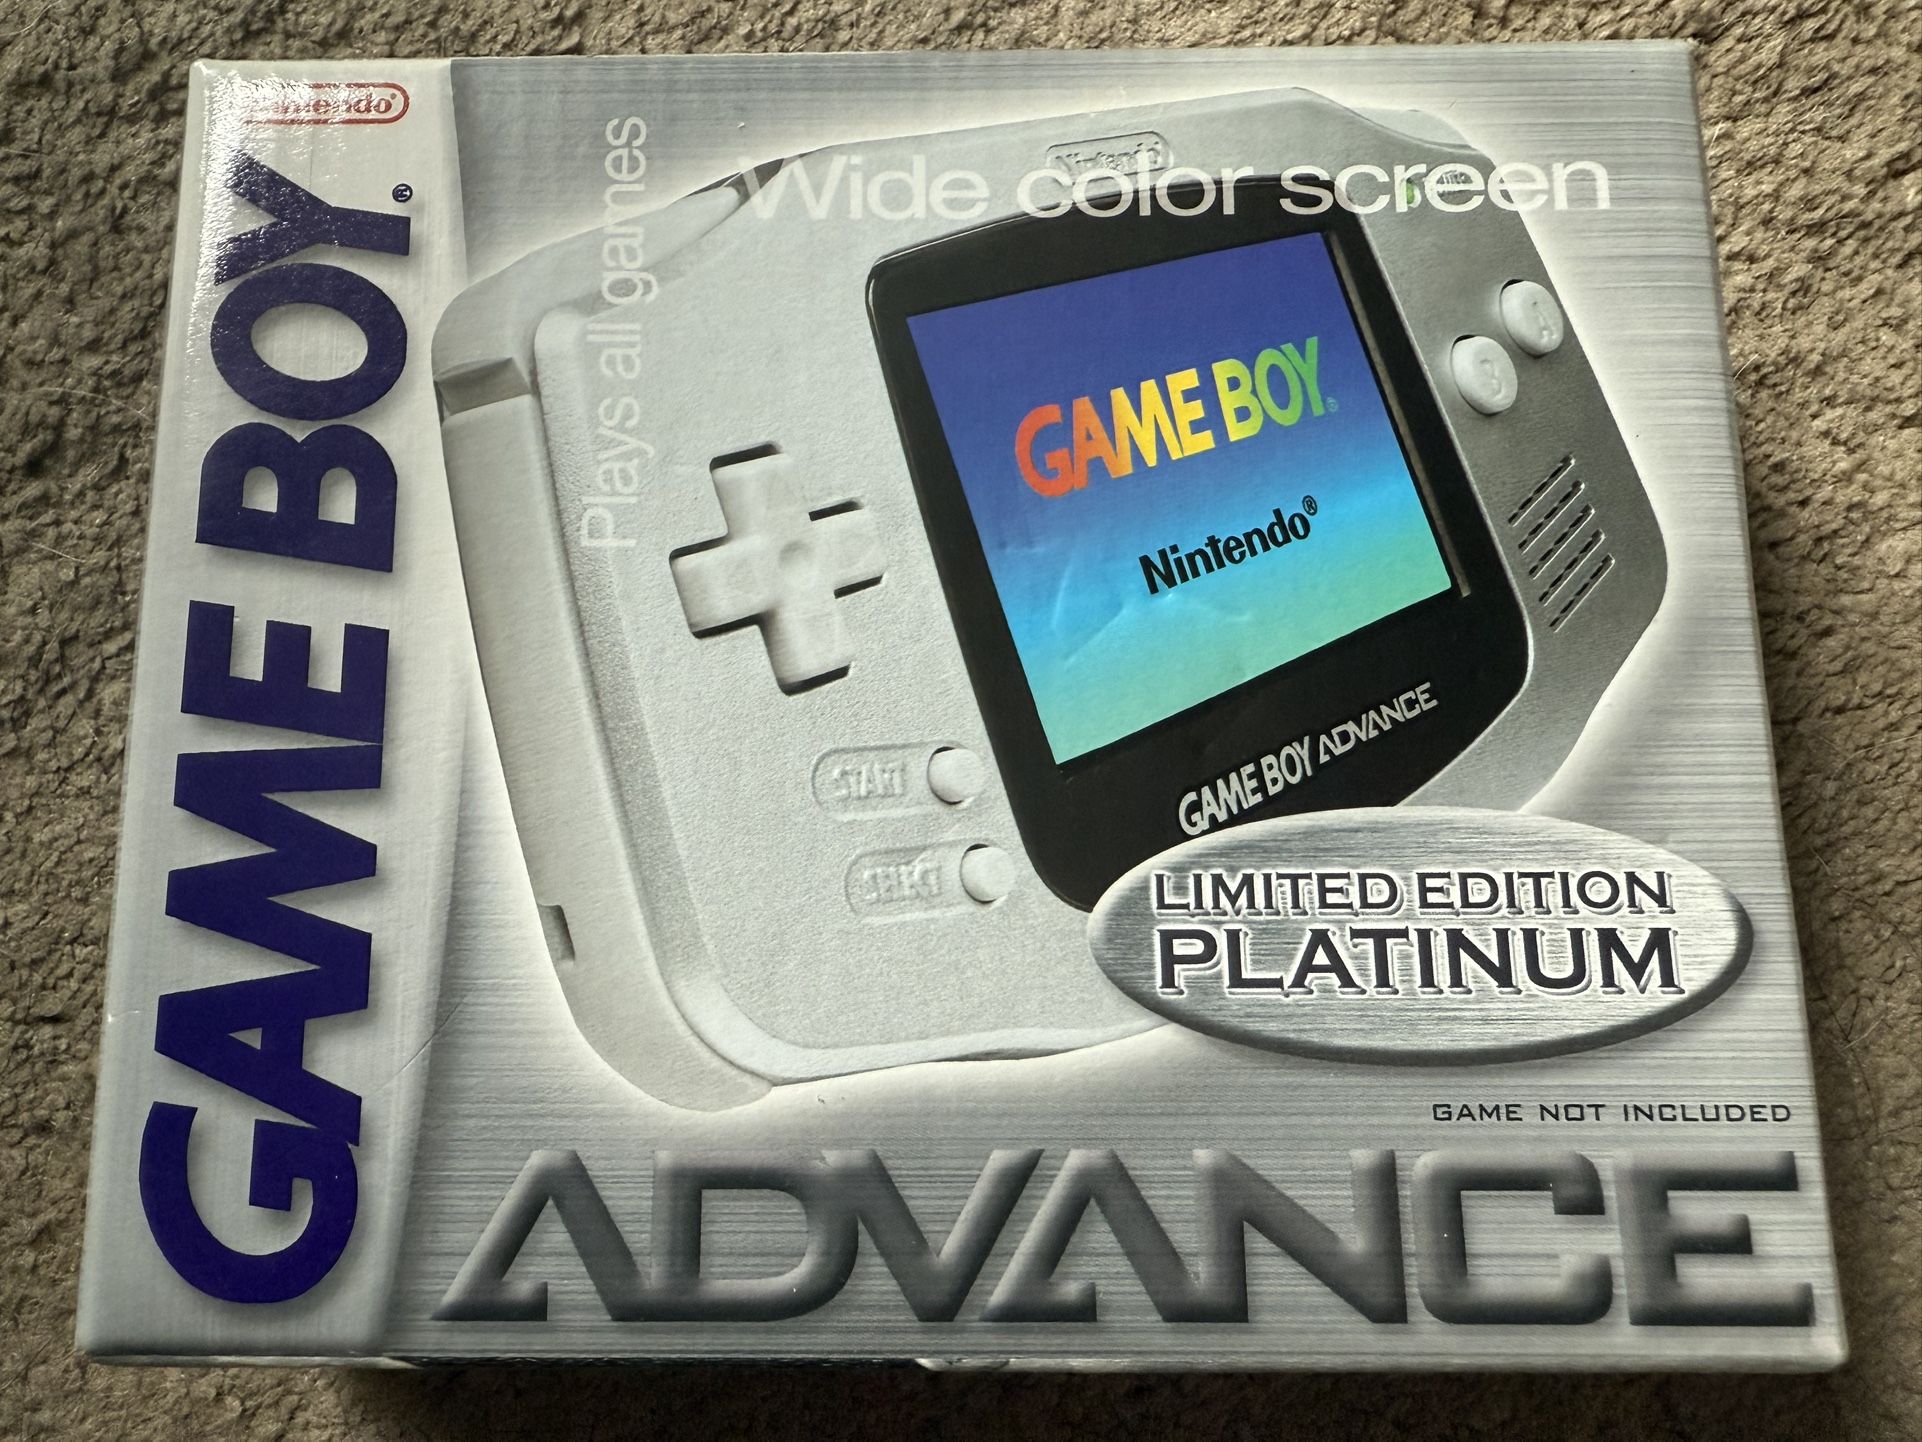 Nintendo®
GAME BOY®
Plays all games
Wide color screen
Nintendo
A
B
GAME BOY®
Nintendo®
GAME BOY ADVANCE
START
SELECT
LIMITED EDITION
PLATINUM
GAME NOT INCLUDED
ADVANCE